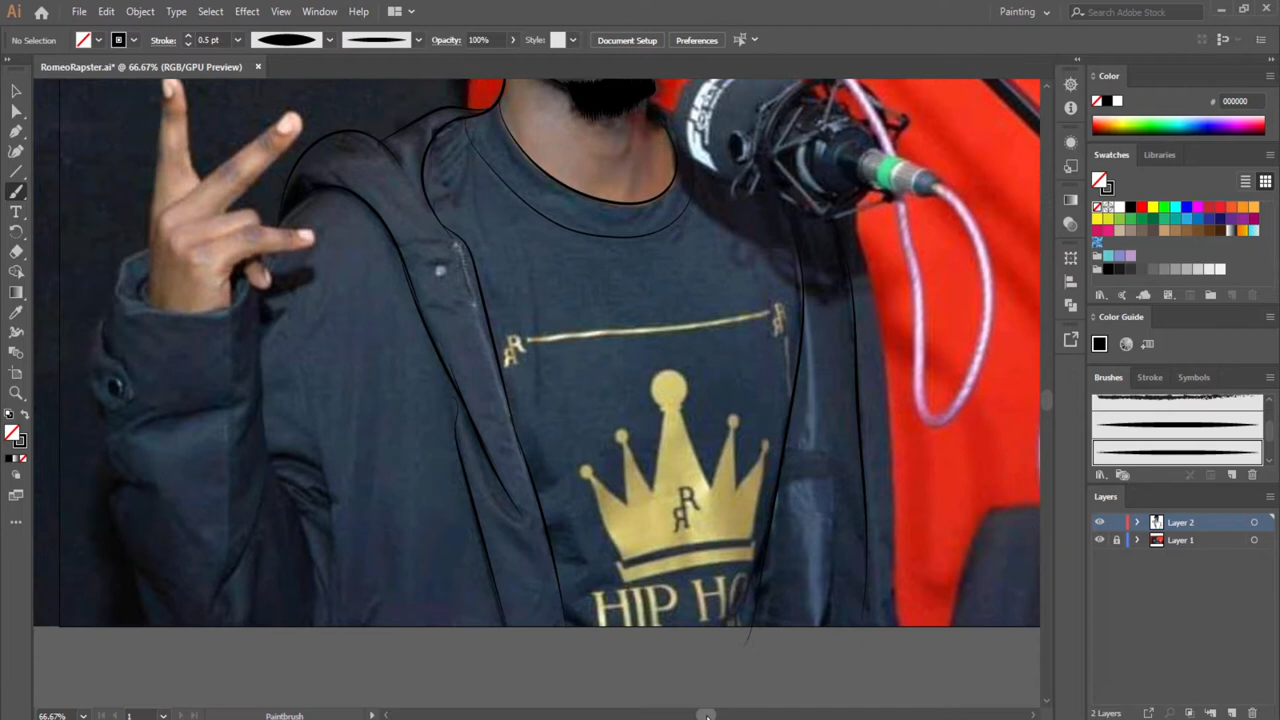 Ai File Edit Object Type Select Effect View Window Help Painting Search Adobe Stock
No Selection Stroke: 0.5 pt Opacity: 100% Style: Document Setup Preferences
RomeoRapster.ai* @ 66.67% (RGB/GPU Preview)
Color
# 000000
Swatches Libraries
Color Guide
Brushes Stroke Symbols
Layers
Layer 2
Layer 1
R R
R R
R R
HIP HO
2 Layers
66.67% 1 Paintbrush